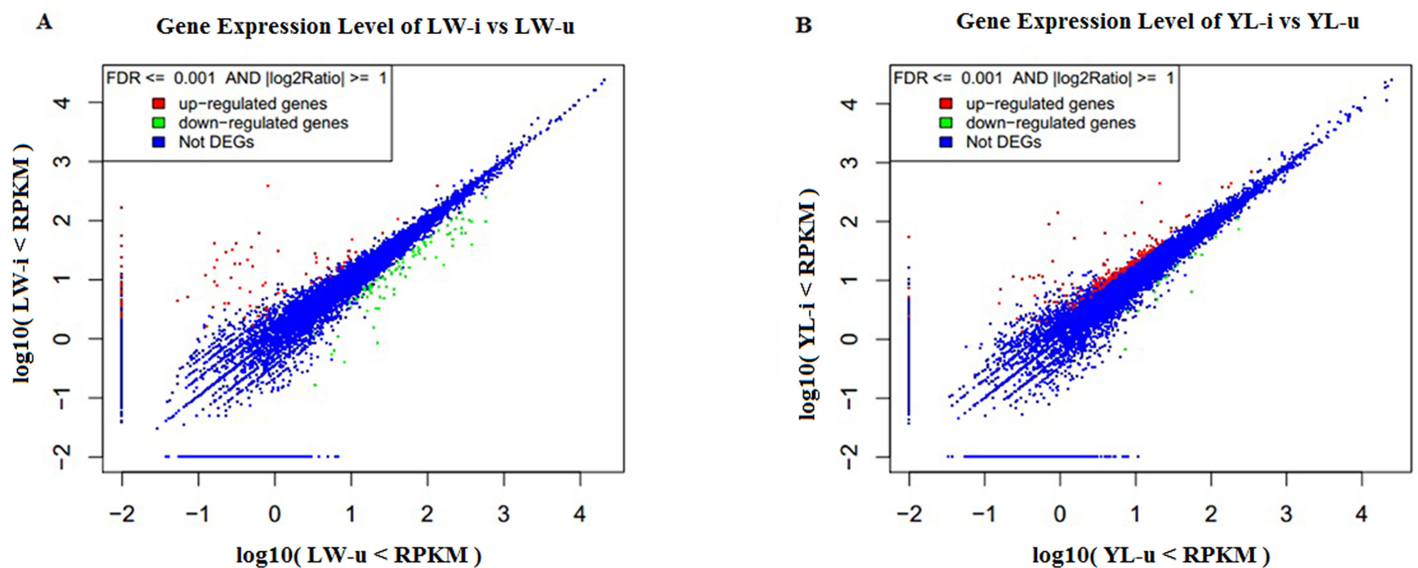 A
Gene Expression Level of LW-i vs LW-u
FDR <= 0.001 AND |log2Ratio| >= 1
up-regulated genes
down-regulated genes
Not DEGs
log10( LW-i < RPKM )
4
3
2
1
0
-1
-2
-2 -1 0 1 2 3 4
log10( LW-u < RPKM )
B
Gene Expression Level of YL-i vs YL-u
FDR <= 0.001 AND |log2Ratio| >= 1
up-regulated genes
down-regulated genes
Not DEGs
log10( YL-i < RPKM )
4
3
2
1
0
-1
-2
-2 -1 0 1 2 3 4
log10( YL-u < RPKM )